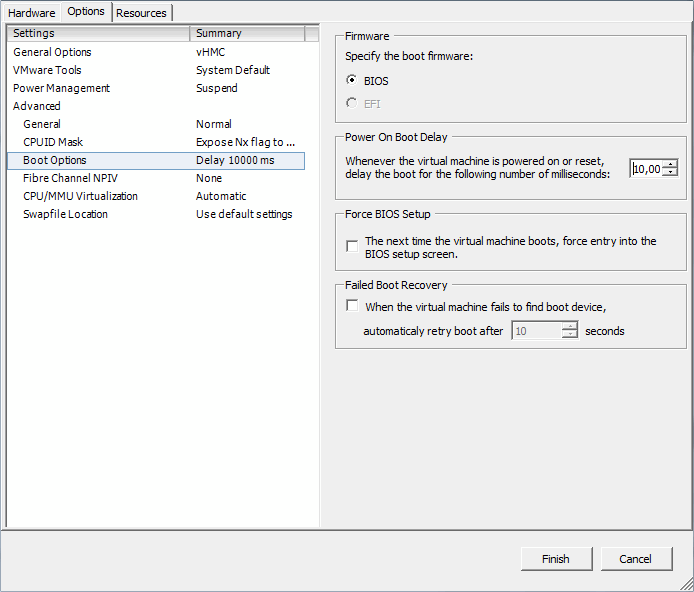 Hardware Options Resources
Settings Summary
General Options vHMC
VMware Tools System Default
Power Management Suspend
Advanced
General Normal
CPUID Mask Expose Nx flag to ...
Boot Options Delay 10000 ms
Fibre Channel NPIV None
CPU/MMU Virtualization Automatic
Swapfile Location Use default settings
Firmware
Specify the boot firmware:
BIOS
EFI
Power On Boot Delay
Whenever the virtual machine is powered on or reset,
delay the boot for the following number of milliseconds:
10,00
Force BIOS Setup
The next time the virtual machine boots, force entry into the
BIOS setup screen.
Failed Boot Recovery
When the virtual machine fails to find boot device,
automaticaly retry boot after 10 seconds
Finish Cancel